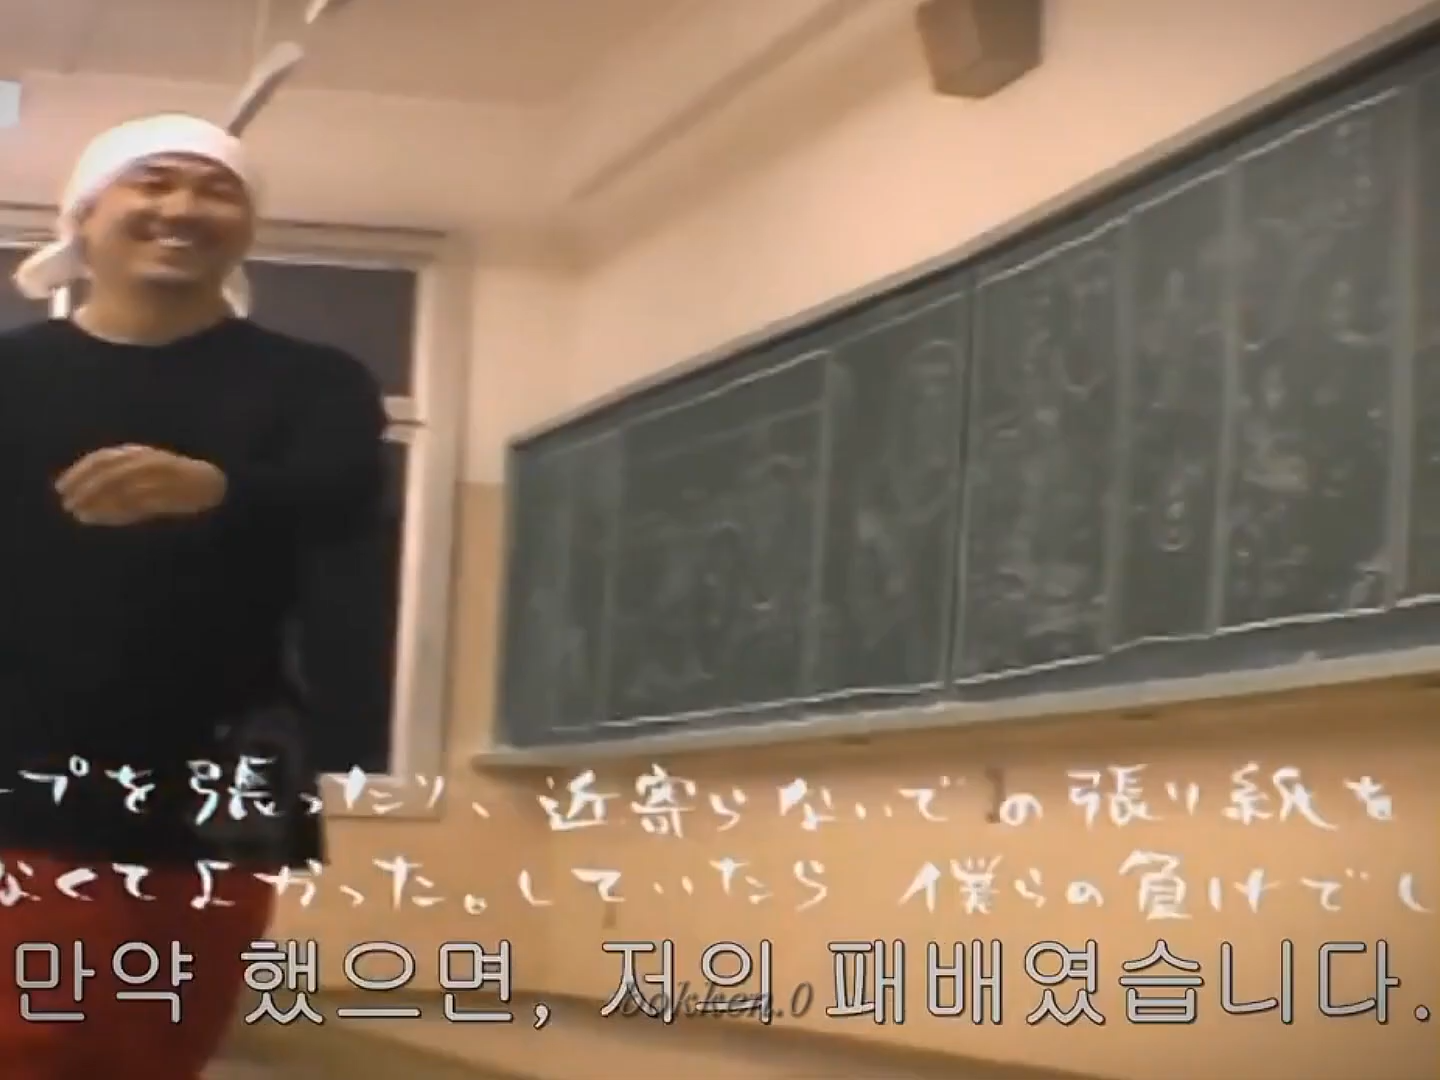 ープを張ったり、近寄らないでの張り紙を
なくてよかった。していたら 僕らの負けでし
만약 했으면, 저의 패배였습니다.
bokken.0